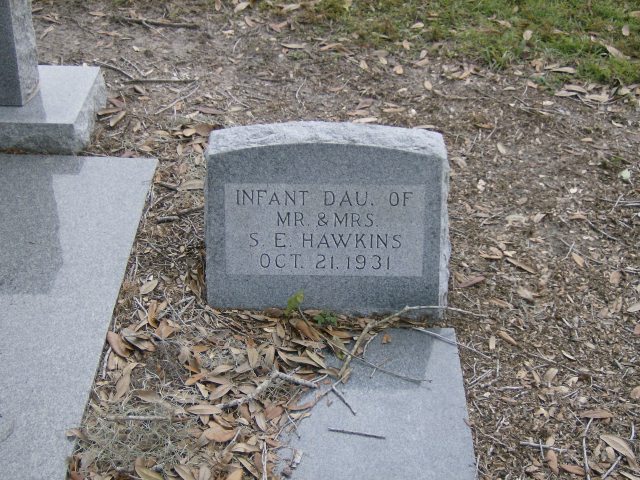 INFANT DAU. OF
MR. & MRS.
S. E. HAWKINS
OCT. 21, 1931